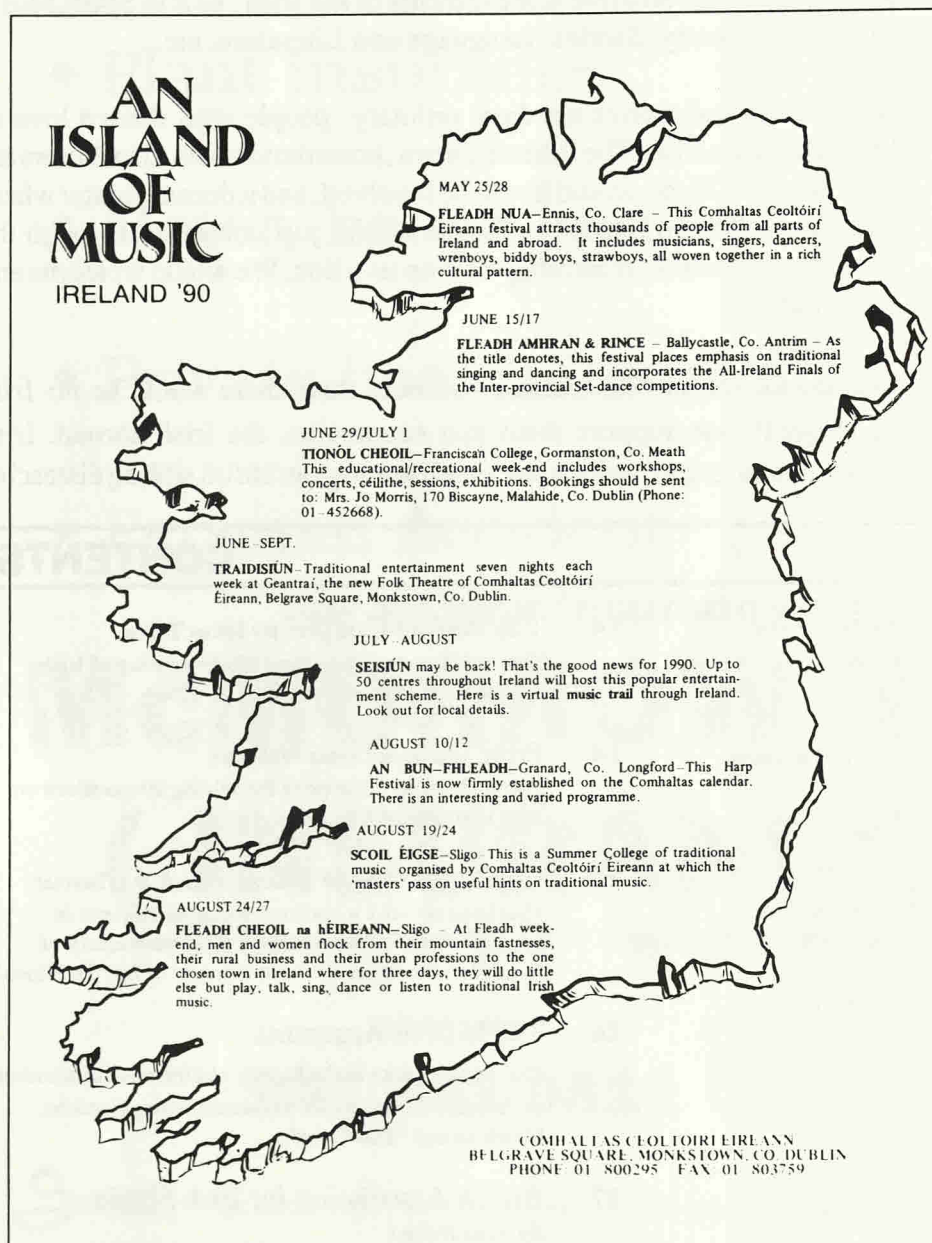 AN
ISLAND
OF
MUSIC
IRELAND '90
MAY 25/28
FLEADH NUA–Ennis, Co. Clare – This Comhaltas Ceoltóirí
Eireann festival attracts thousands of people from all parts of
Ireland and abroad. It includes musicians, singers, dancers,
wrenboys, biddy boys, strawboys, all woven together in a rich
cultural pattern.
JUNE 15/17
FLEADH AMHRAN & RINCE – Ballycastle, Co. Antrim – As
the title denotes, this festival places emphasis on traditional
singing and dancing and incorporates the All-Ireland Finals of
the Inter-provincial Set-dance competitions.
JUNE 29/JULY 1
TIONÒL CHEOIL–Franciscan College, Gormanston, Co. Meath
This educational/recreational week-end includes workshops,
concerts, céilithe, sessions, exhibitions. Bookings should be sent
to: Mrs. Jo Morris, 170 Biscayne, Malahide, Co. Dublin (Phone:
01-452668).
JUNE-SEPT.
TRAIDISIÚN–Traditional entertainment seven nights each
week at Geantraí, the new Folk Theatre of Comhaltas Ceoltóirí
Éireann, Belgrave Square, Monkstown, Co. Dublin.
JULY-AUGUST
SEISIÚN may be back! That's the good news for 1990. Up to
50 centres throughout Ireland will host this popular entertain-
ment scheme. Here is a virtual music trail through Ireland.
Look out for local details.
AUGUST 10/12
AN BUN-FHLEADH–Granard, Co. Longford–This Harp
Festival is now firmly established on the Comhaltas calendar.
There is an interesting and varied programme.
AUGUST 19/24
SCOIL ÈIGSE–Sligo–This is a Summer College of traditional
music organised by Comhaltas Ceoltóirí Eireann at which the
'masters' pass on useful hints on traditional music.
AUGUST 24/27
FLEADH CHEOIL na hÈIREANN–Sligo – At Fleadh week-
end, men and women flock from their mountain fastnesses,
their rural business and their urban professions to the one
chosen town in Ireland where for three days, they will do little
else but play, talk, sing, dance or listen to traditional Irish
music.
COMHALTAS CEOLTOIRI EIREANN
BELGRAVE SQUARE, MONKSTOWN, CO. DUBLIN
PHONE: 01 800295 FAX: 01 803759